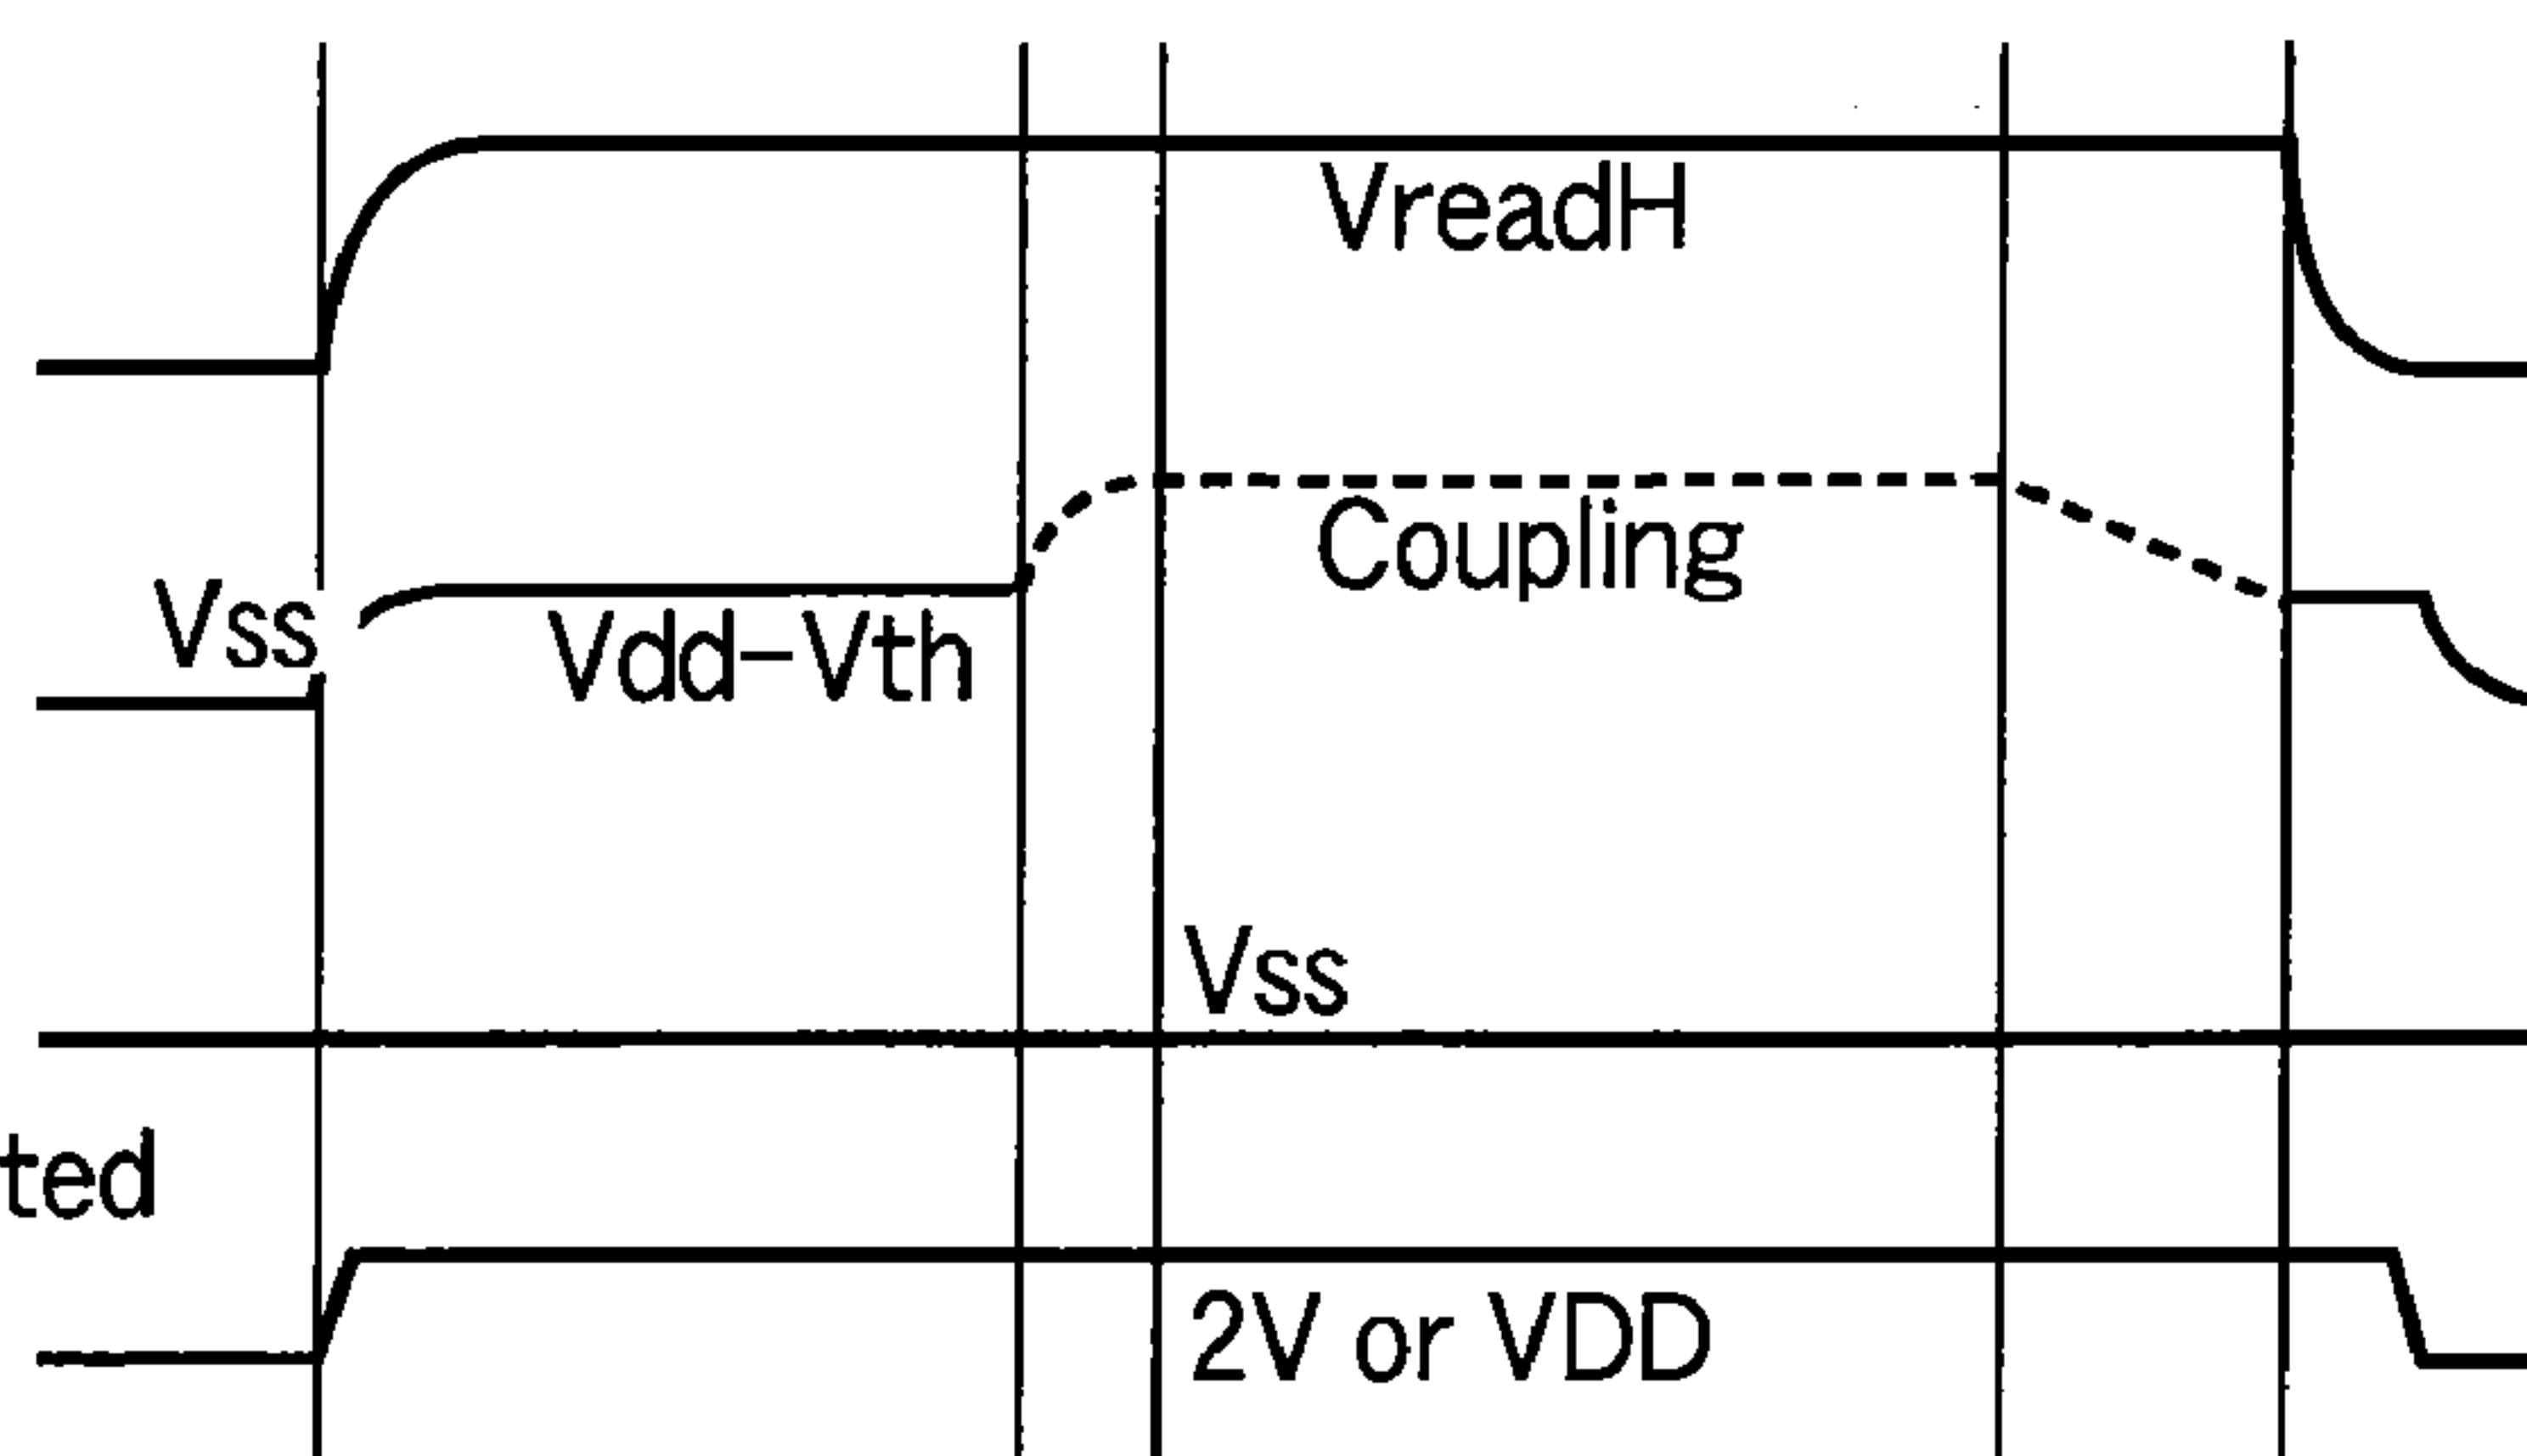 VreadH
Coupling
Vss
Vdd-Vth
Vss
ted
2V or VDD